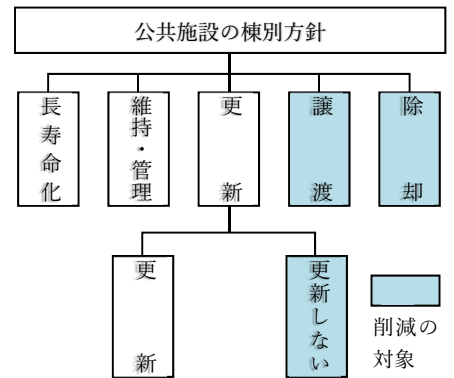 公共施設の棟別方針
長寿命化
維持・管理
更新
譲渡
除却
更新
更新しない
削減の
対象